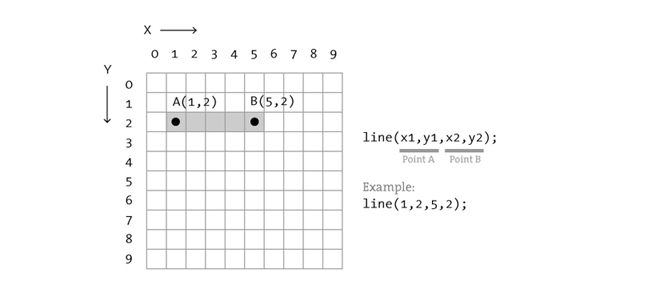 X
0 1 2 3 4 5 6 7 8 9
Y
0
1
A(1,2) B(5,2)
2
3
4
5
6
7
8
9
line(x1,y1,x2,y2);
Point A Point B
Example:
line(1,2,5,2);